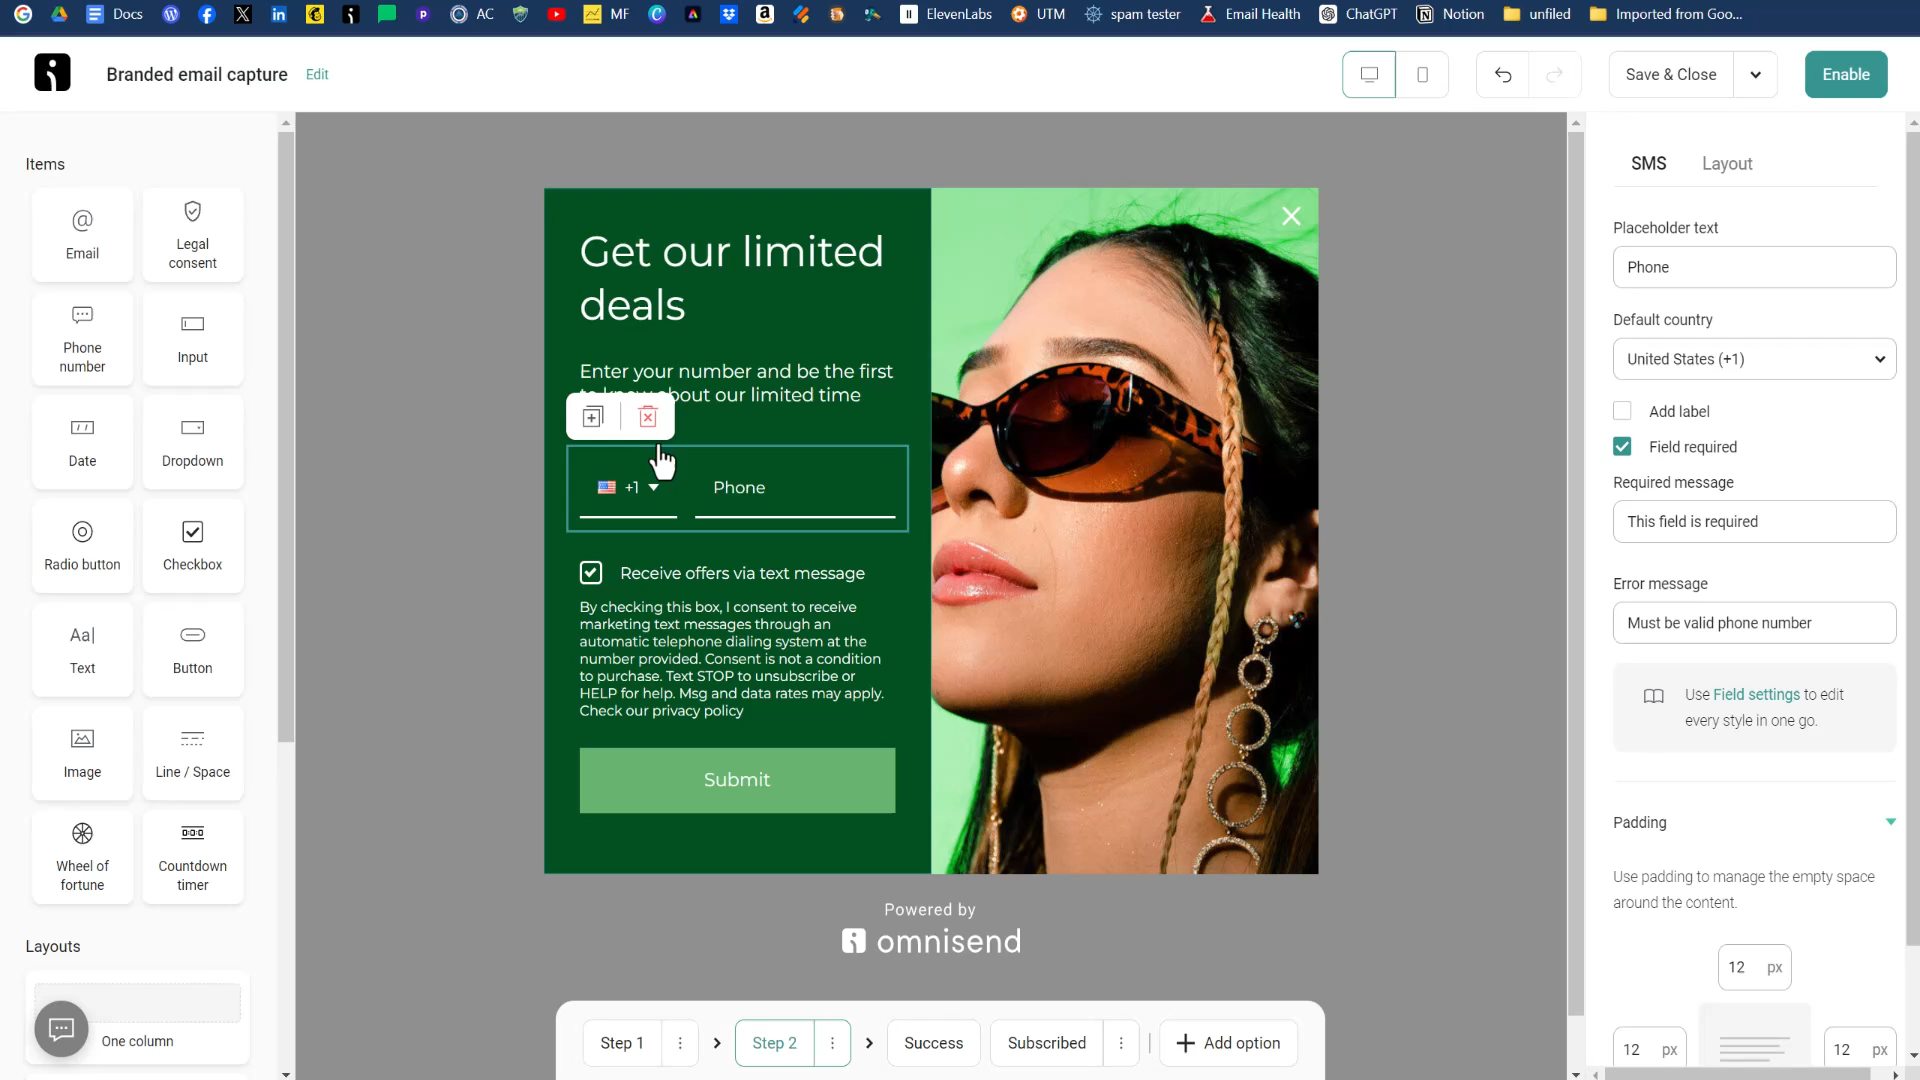 Docs
AC
MF
ElevenLabs
UTM
spam tester
Email Health
ChatGPT
Notion
unfiled
Imported from Goo...
Branded email capture
Edit
Save & Close
Enable
Items
@
Email
Legal
consent
Phone
number
Input
Date
Dropdown
Radio button
Checkbox
Aa|
Text
Button
Image
Line / Space
Wheel of
fortune
Countdown
timer
Layouts
One column
Get our limited
deals
Enter your number and be the first
about our limited time
+1
Phone
Receive offers via text message
By checking this box, I consent to receive
marketing text messages through an
automatic telephone dialing system at the
number provided. Consent is not a condition
to purchase. Text STOP to unsubscribe or
HELP for help. Msg and data rates may apply.
Check our privacy policy
Submit
Powered by
omnisend
Step 1
Step 2
Success
Subscribed
Add option
SMS
Layout
Placeholder text
Phone
Default country
United States (+1)
Add label
Field required
Required message
This field is required
Error message
Must be valid phone number
Use Field settings to edit
every style in one go.
Padding
Use padding to manage the empty space
around the content.
12 px
12 px
12 px